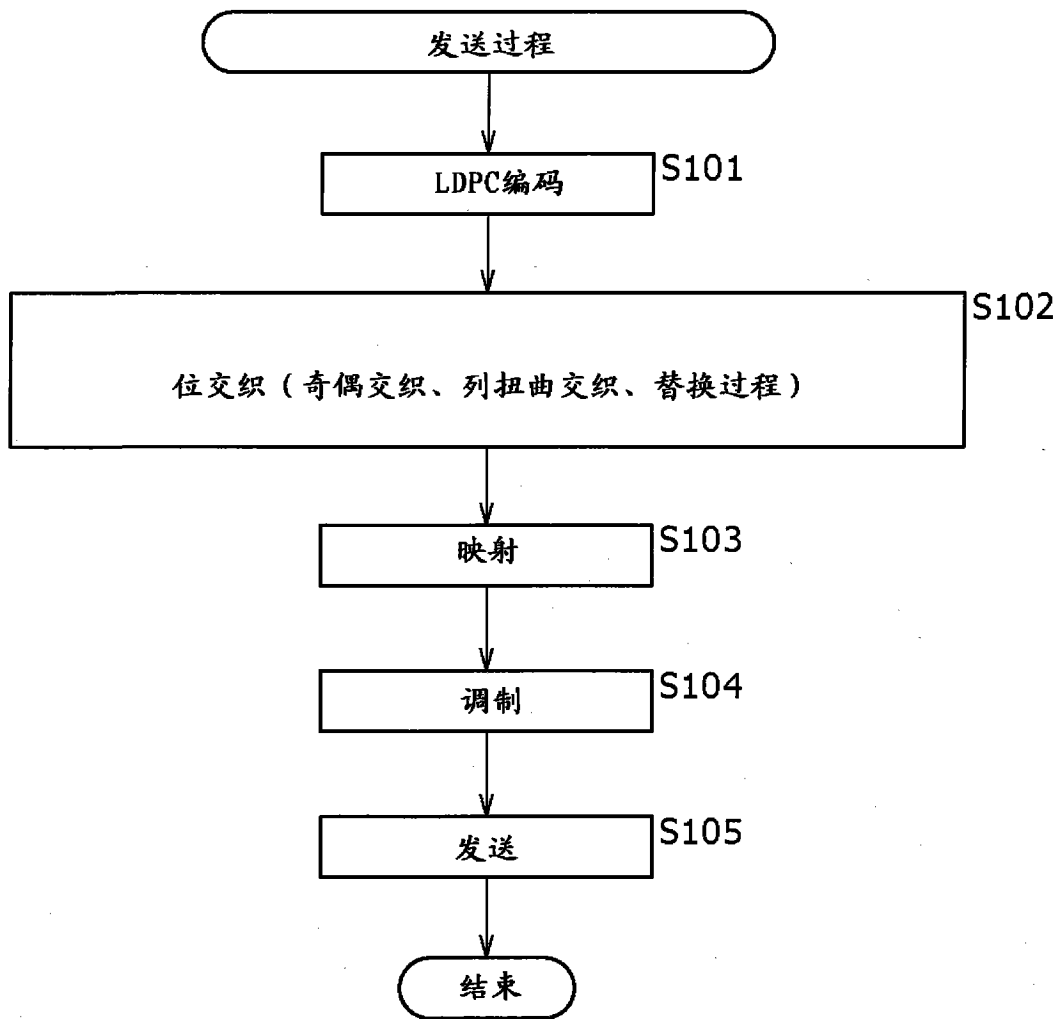 发送过程
LDPC编码
S101
S102
位交织（奇偶交织、列扭曲交织、替换过程）
映射
S103
调制
S104
发送
S105
结束